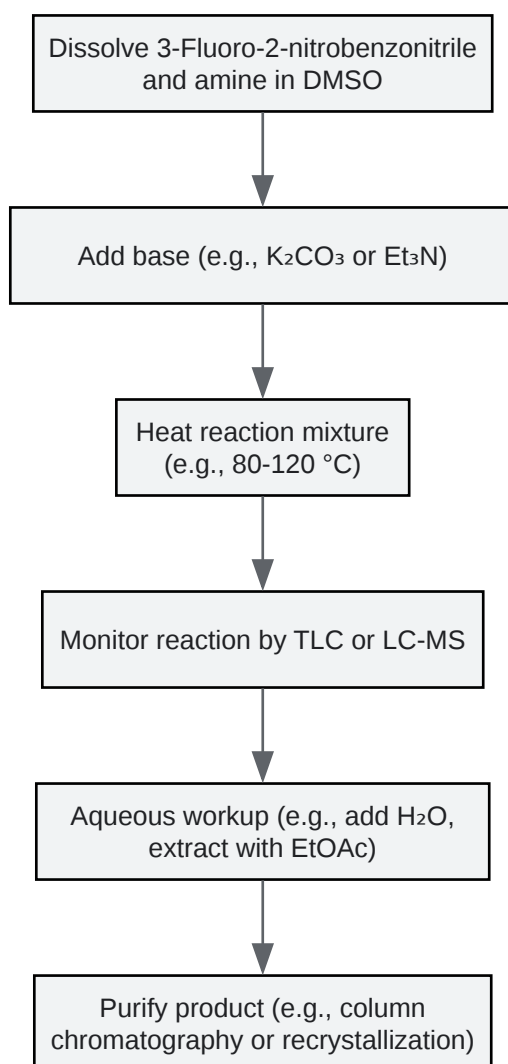 Dissolve 3-Fluoro-2-nitrobenzonitrile
and amine in DMSO
Add base (e.g., K₂CO₃ or Et₃N)
Heat reaction mixture
(e.g., 80-120 °C)
Monitor reaction by TLC or LC-MS
Aqueous workup (e.g., add H₂O,
extract with EtOAc)
Purify product (e.g., column
chromatography or recrystallization)